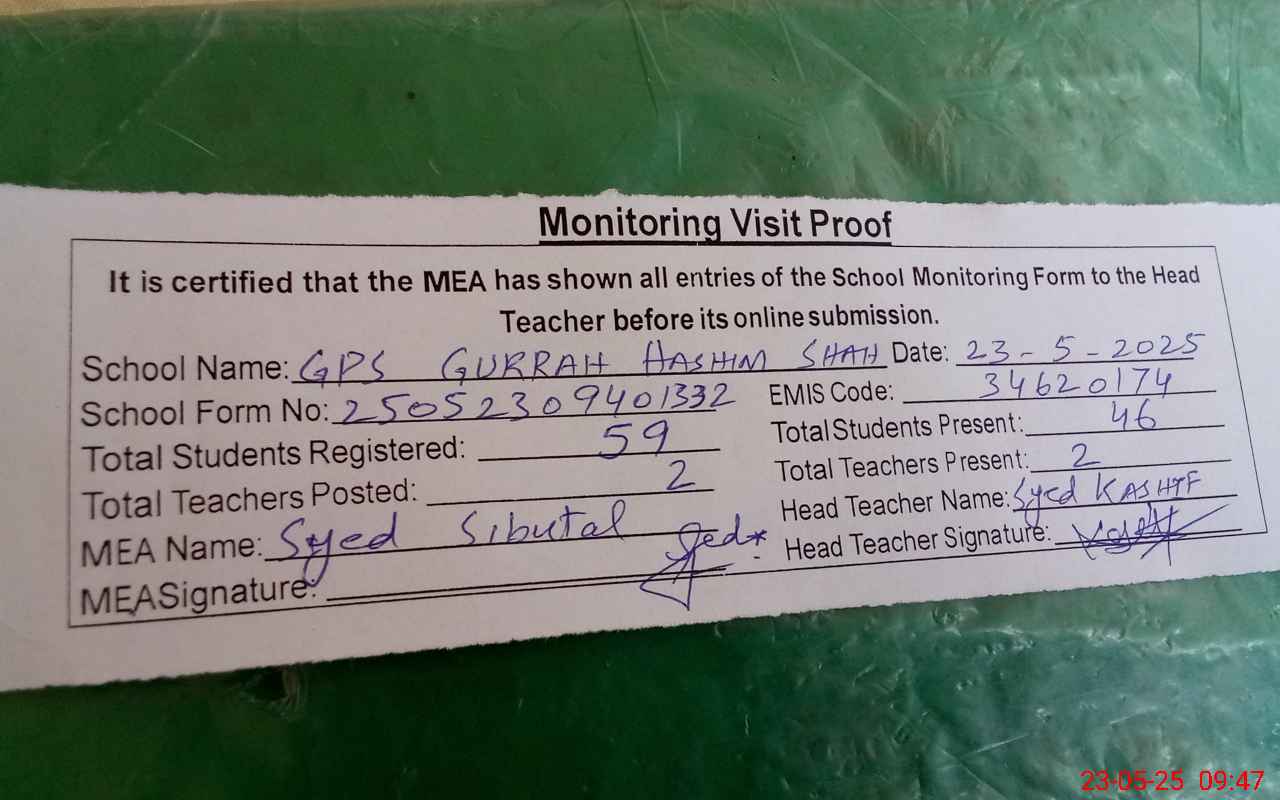 Monitoring Visit Proof
It is certified that the MEA has shown all entries of the School Monitoring Form to the Head
Teacher before its online submission.
School Name: GPS GURRAH HASHIM SHAH Date: 23-5-2025
School Form No: 25052309401332 EMIS Code: 34620174
Total Students Registered: 59 Total Students Present: 46
Total Teachers Posted: 2 Total Teachers Present: 2
MEA Name: Syed Sibutal Head Teacher Name: Syed KASHIF
MEA Signature: Head Teacher Signature:
23-05-25 09:47